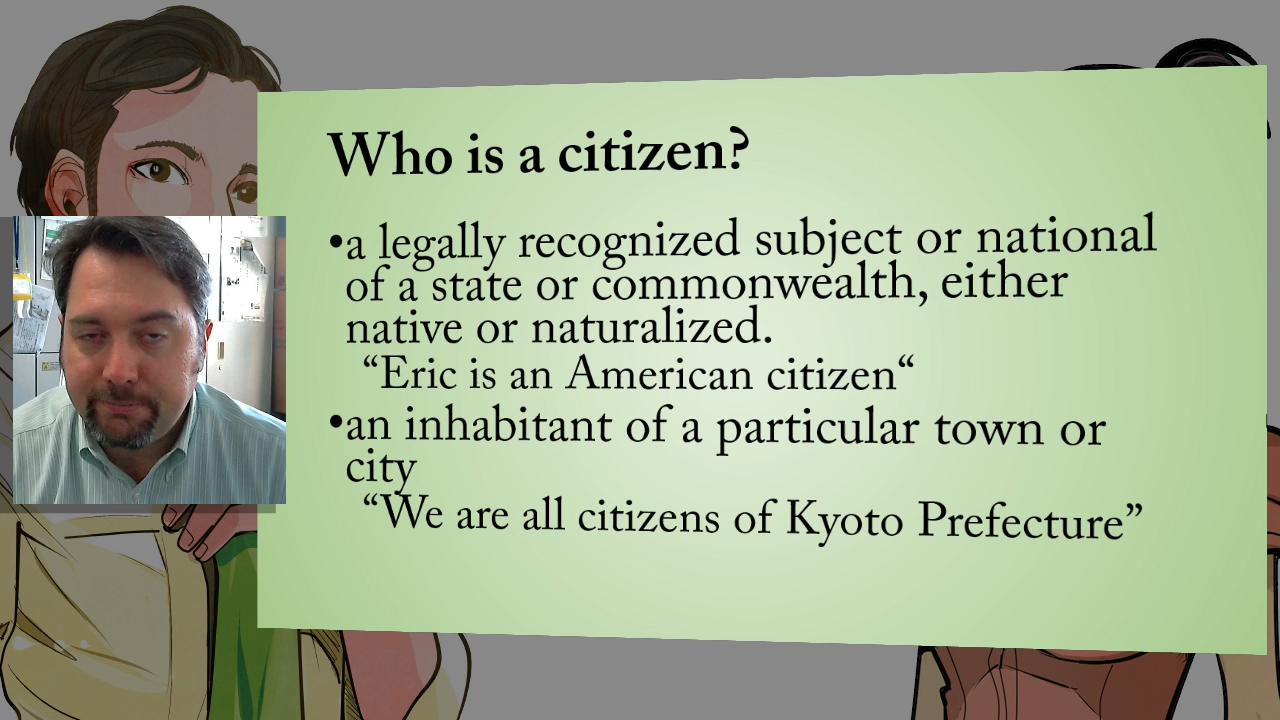 Who is a citizen?
•a legally recognized subject or national
of a state or commonwealth, either
native or naturalized.
“Eric is an American citizen“
•an inhabitant of a particular town or
city
“We are all citizens of Kyoto Prefecture”